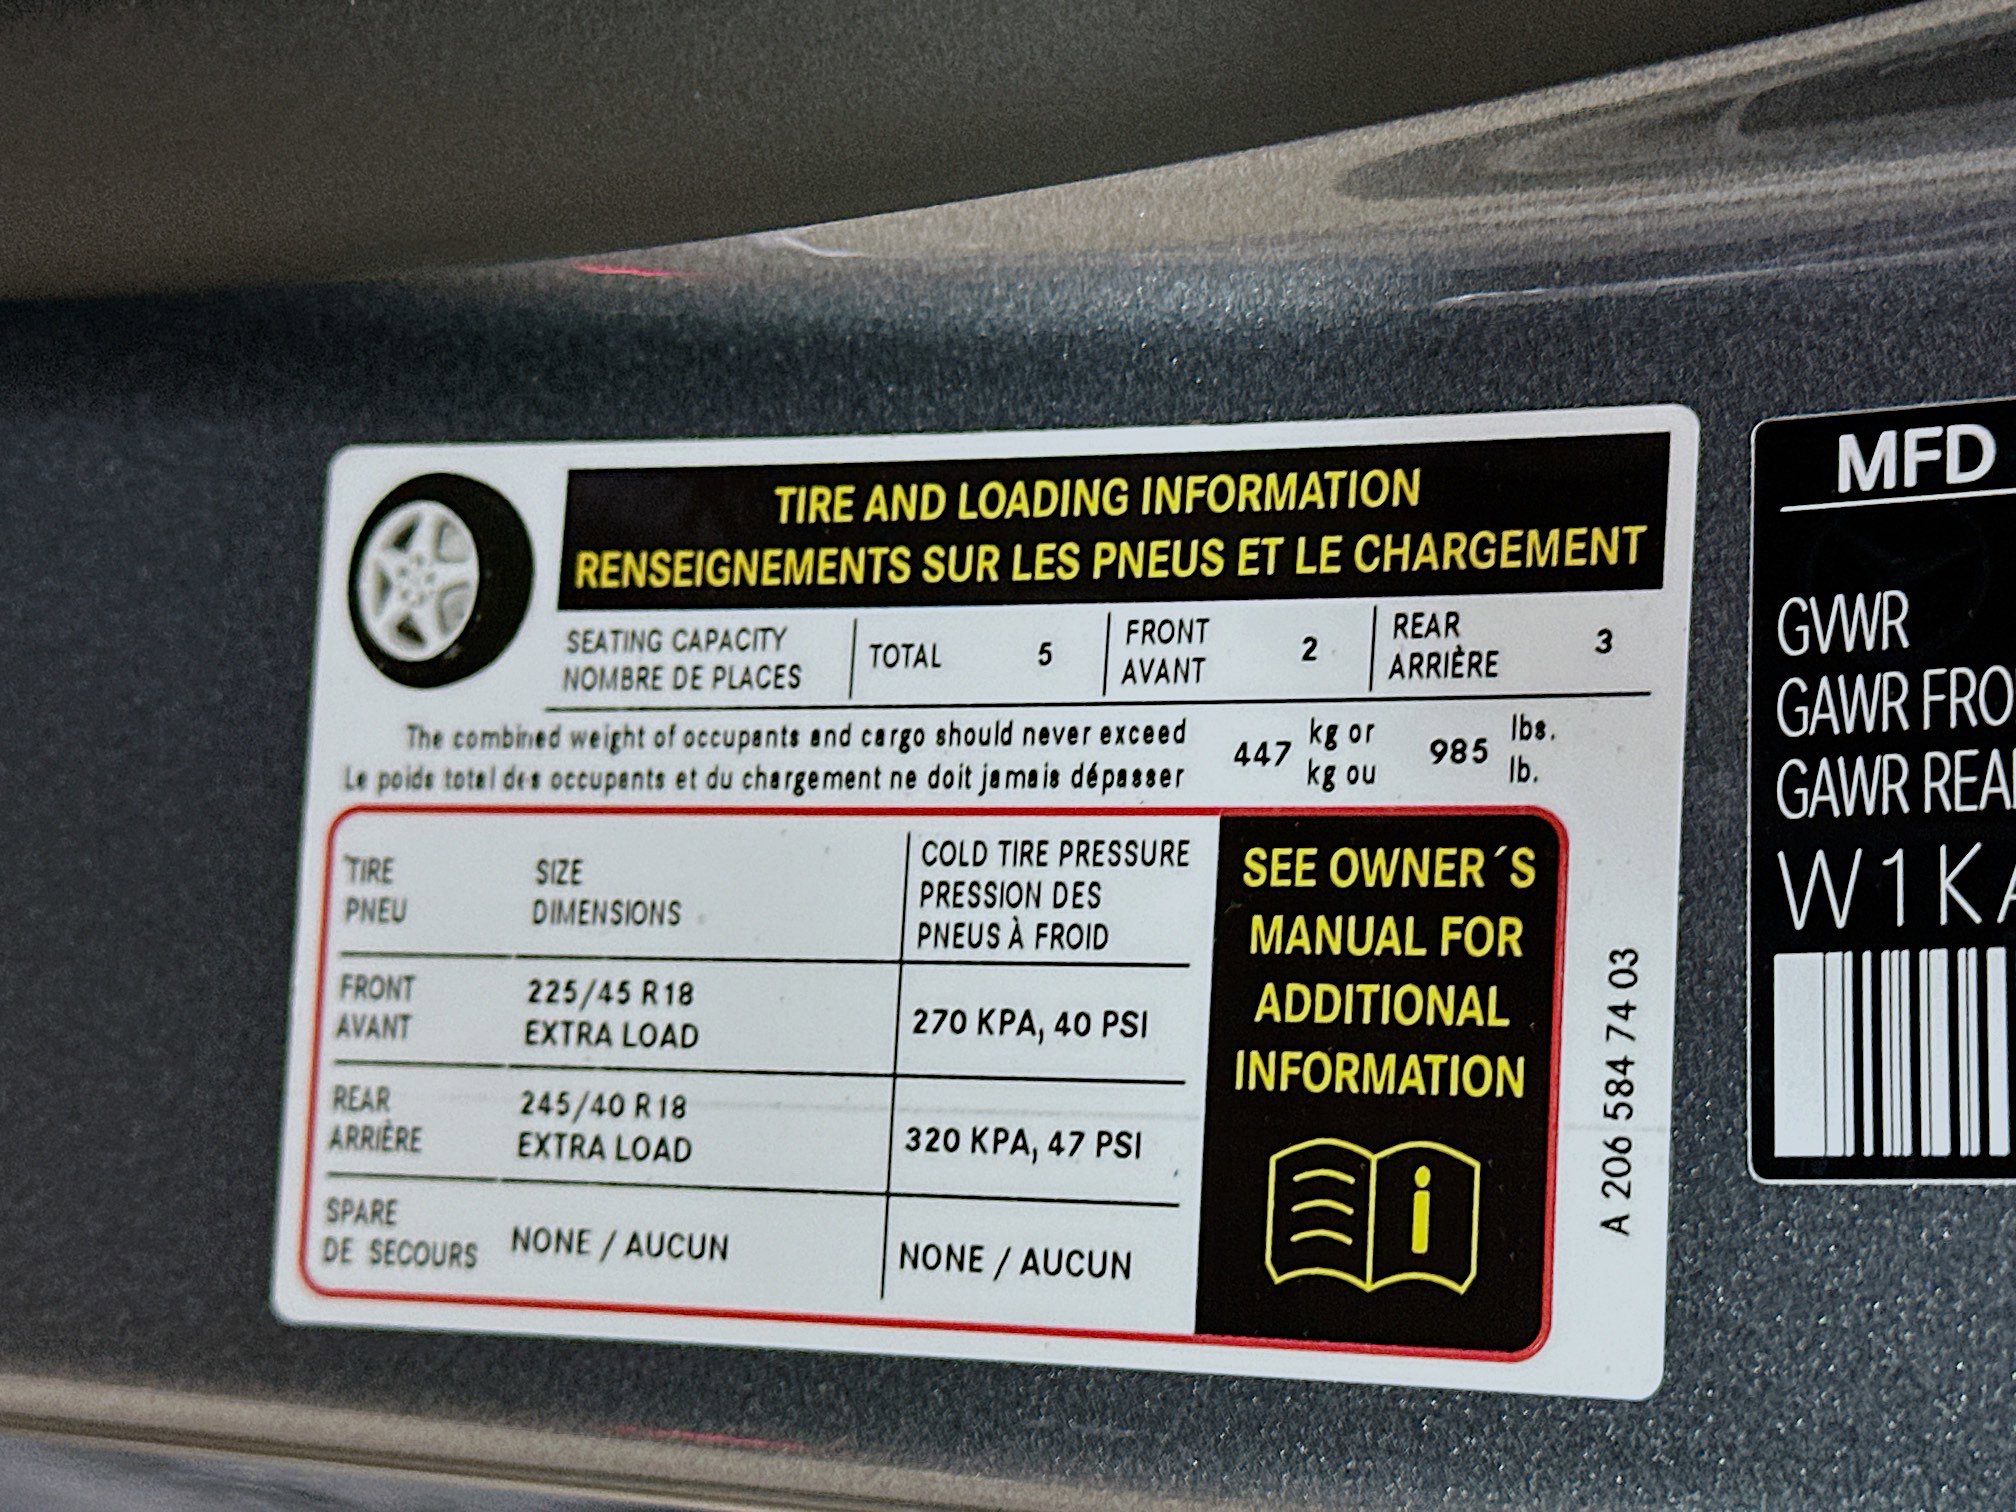 TIRE AND LOADING INFORMATION
RENSEIGNEMENTS SUR LES PNEUS ET LE CHARGEMENT
SEATING CAPACITY
NOMBRE DE PLACES
TOTAL 5
FRONT
AVANT
2
REAR
ARRIÈRE
3
The combined weight of occupants and cargo should never exceed
Le poids total des occupants et du chargement ne doit jamais dépasser
447
kg or
kg ou
985
lbs.
lb.
TIRE
PNEU
SIZE
DIMENSIONS
COLD TIRE PRESSURE
PRESSION DES
PNEUS À FROID
FRONT
AVANT
225/45 R18
EXTRA LOAD
270 KPA, 40 PSI
REAR
ARRIÈRE
245/40 R18
EXTRA LOAD
320 KPA, 47 PSI
SPARE
DE SECOURS
NONE / AUCUN
NONE / AUCUN
SEE OWNER´S
MANUAL FOR
ADDITIONAL
INFORMATION
A 206 584 74 03
MFD
GVWR
GAWR FRO
GAWR REA
W1KA